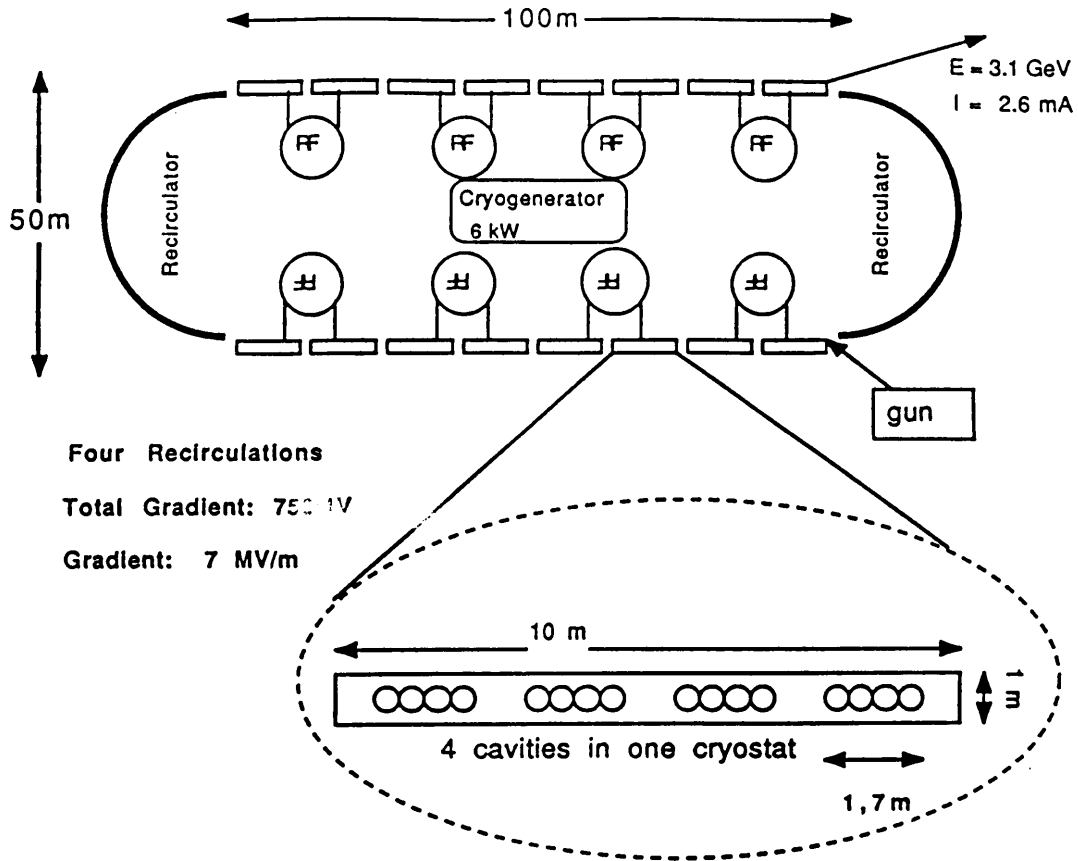 100m
E = 3.1 GeV
I = 2.6 mA
RF RF RF RF
Recirculator
50m
Cryogenerator
6 kW
Recirculator
RF RF RF RF
gun
Four Recirculations
Total Gradient:
Gradient: 7 MV/m
10 m
1 m
4 cavities in one cryostat
1,7m